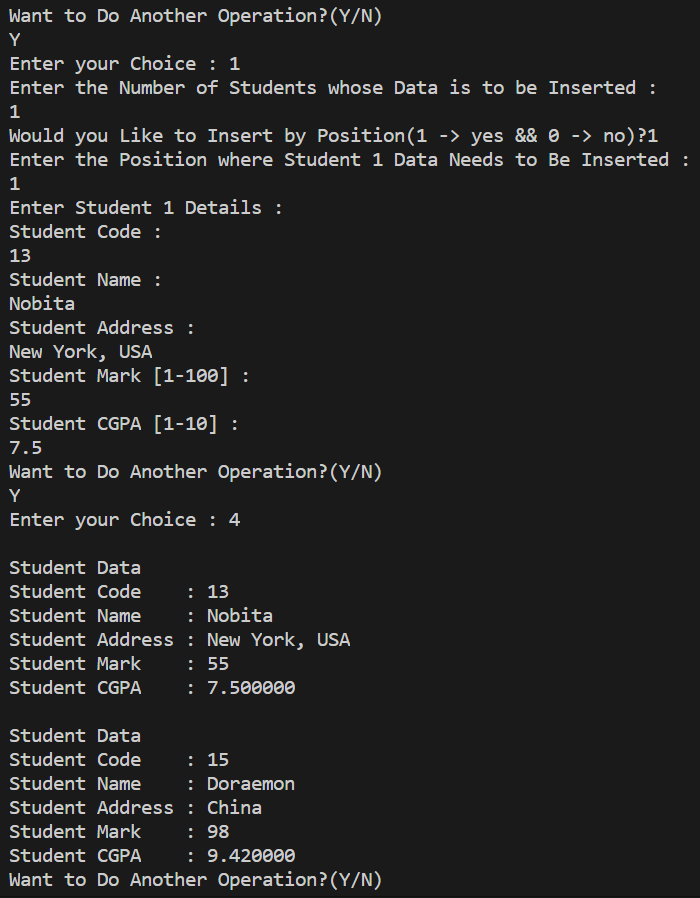 Want to Do Another Operation?(Y/N)
Y
Enter your Choice : 1
Enter the Number of Students whose Data is to be Inserted :
1
Would you Like to Insert by Position(1 -> yes && 0 -> no)?1
Enter the Position where Student 1 Data Needs to Be Inserted :
1
Enter Student 1 Details :
Student Code :
13
Student Name :
Nobita
Student Address :
New York, USA
Student Mark [1-100] :
55
Student CGPA [1-10] :
7.5
Want to Do Another Operation?(Y/N)
Y
Enter your Choice : 4

Student Data
Student Code    : 13
Student Name    : Nobita
Student Address : New York, USA
Student Mark    : 55
Student CGPA    : 7.500000

Student Data
Student Code    : 15
Student Name    : Doraemon
Student Address : China
Student Mark    : 98
Student CGPA    : 9.420000
Want to Do Another Operation?(Y/N)